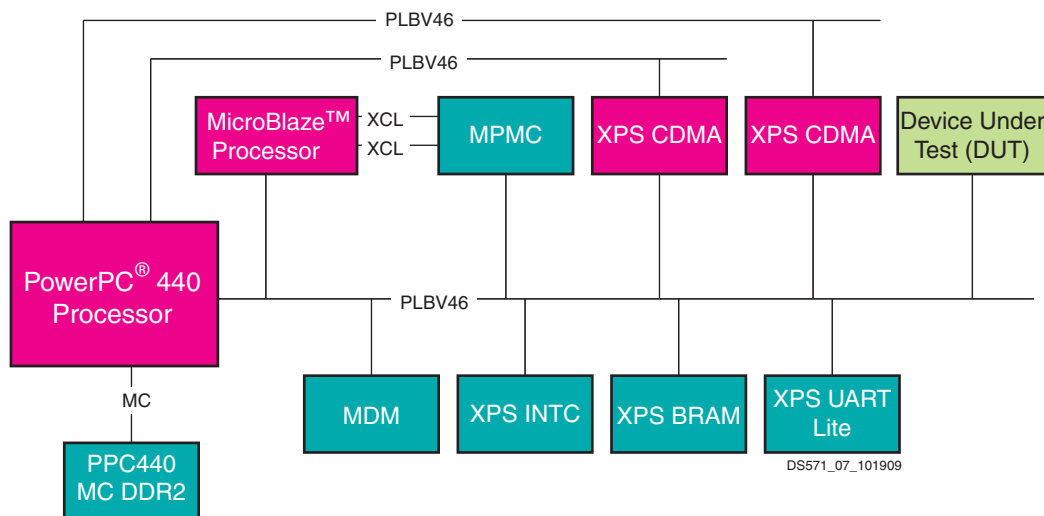 PLBV46
PLBV46
MicroBlaze™
Processor
XCL
XCL
MPMC
XPS CDMA
XPS CDMA
Device Under
Test (DUT)
PowerPC® 440
Processor
PLBV46
MC
MDM
XPS INTC
XPS BRAM
XPS UART
Lite
PPC440
MC DDR2
DS571_07_101909